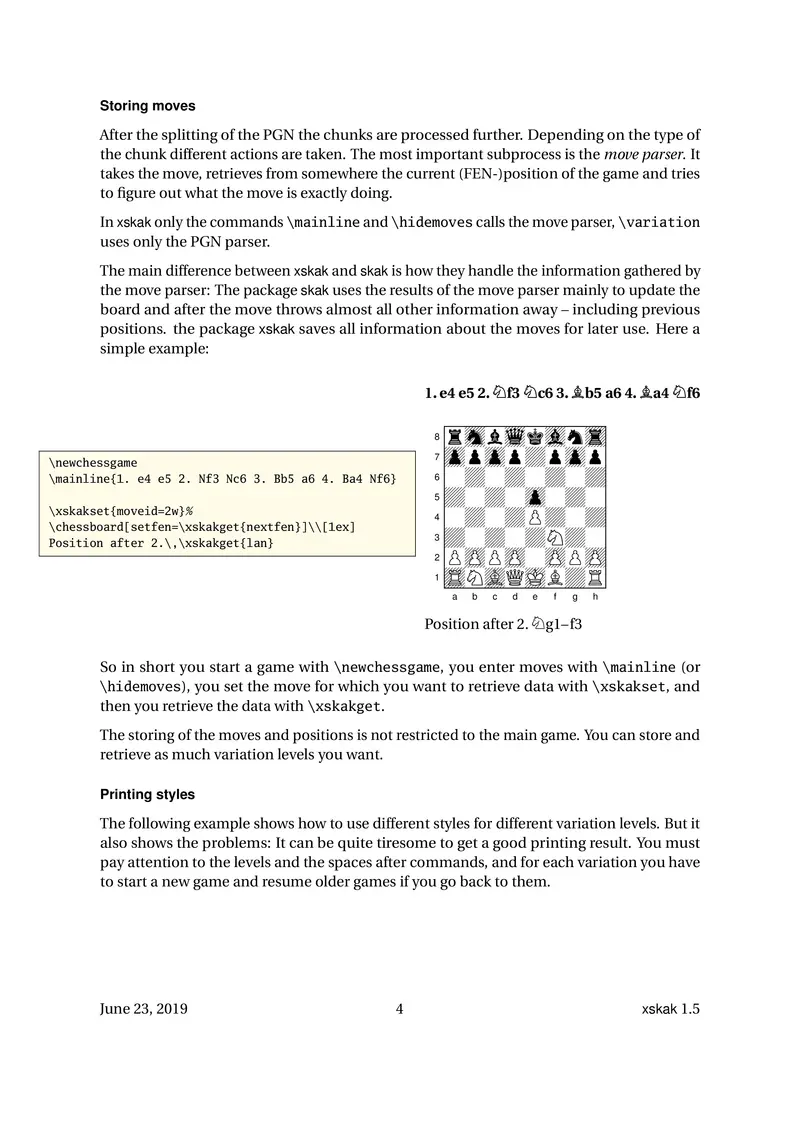 Storing moves
After the splitting of the PGN the chunks are processed further. Depending on the type of
the chunk different actions are taken. The most important subprocess is the move parser. It
takes the move, retrieves from somewhere the current (FEN-)position of the game and tries
to figure out what the move is exactly doing.
In xskak only the commands \mainline and \hidemoves calls the move parser, \variation
uses only the PGN parser.
The main difference between xskak and skak is how they handle the information gathered by
the move parser: The package skak uses the results of the move parser mainly to update the
board and after the move throws almost all other information away – including previous
positions. the package xskak saves all information about the moves for later use. Here a
simple example:
\newchessgame
\mainline{1. e4 e5 2. Nf3 Nc6 3. Bb5 a6 4. Ba4 Nf6}
\xskakset{moveid=2w}%
\chessboard[setfen=\xskakget{nextfen}]\\[1ex]
Position after 2.\,\xskakget{lan}
1. e4 e5 2. ♘f3 ♘c6 3. ♗b5 a6 4. ♗a4 ♘f6
8
7
6
5
4
3
2
1
a b c d e f g h
Position after 2. ♘g1–f3
So in short you start a game with \newchessgame, you enter moves with \mainline (or
\hidemoves), you set the move for which you want to retrieve data with \xskakset, and
then you retrieve the data with \xskakget.
The storing of the moves and positions is not restricted to the main game. You can store and
retrieve as much variation levels you want.
Printing styles
The following example shows how to use different styles for different variation levels. But it
also shows the problems: It can be quite tiresome to get a good printing result. You must
pay attention to the levels and the spaces after commands, and for each variation you have
to start a new game and resume older games if you go back to them.
June 23, 2019 4 xskak 1.5